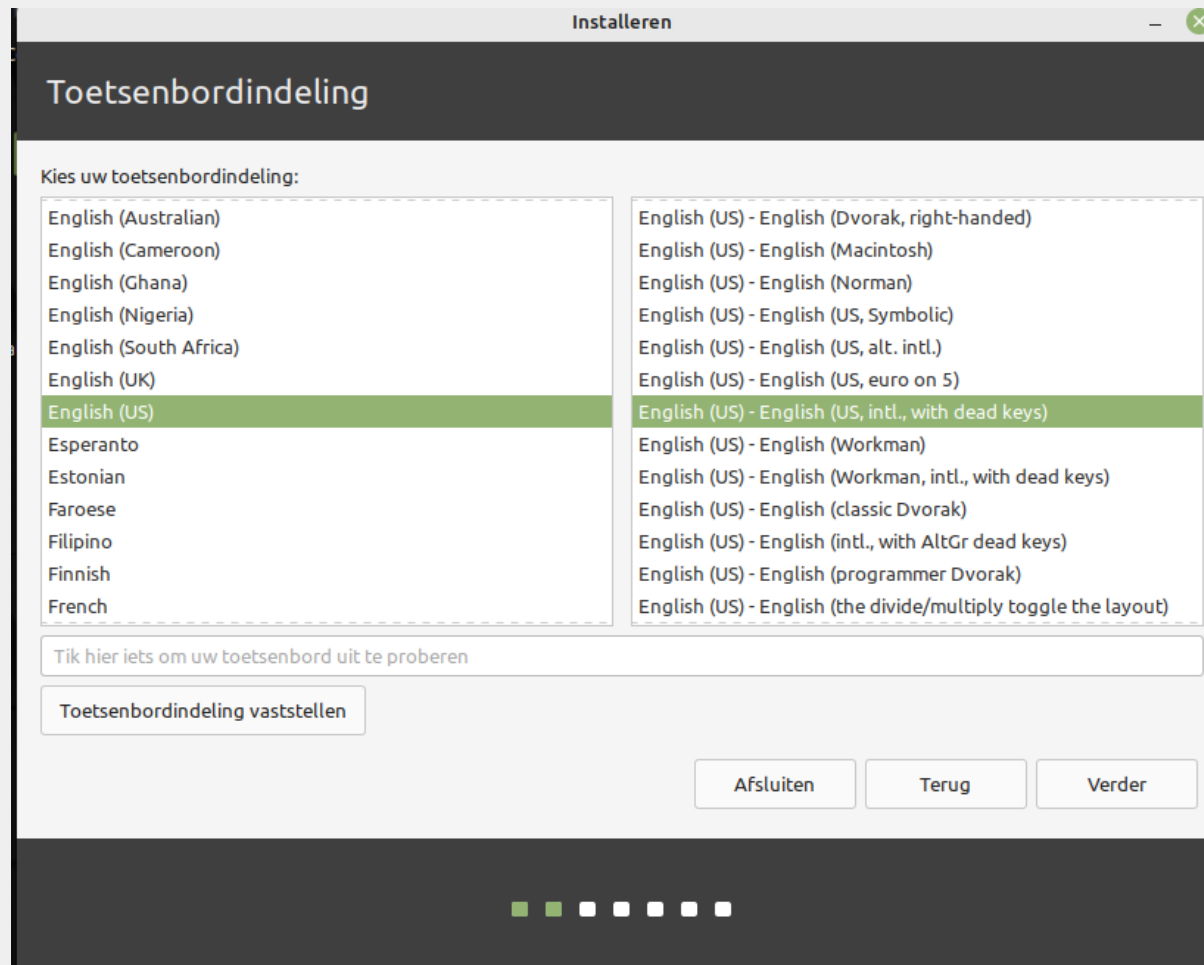 Installeren
Toetsenbordindeling
Kies uw toetsenbordindeling:
English (Australian)
English (Cameroon)
English (Ghana)
English (Nigeria)
English (South Africa)
English (UK)
English (US)
Esperanto
Estonian
Faroese
Filipino
Finnish
French
English (US) - English (Dvorak, right-handed)
English (US) - English (Macintosh)
English (US) - English (Norman)
English (US) - English (US, Symbolic)
English (US) - English (US, alt. intl.)
English (US) - English (US, euro on 5)
English (US) - English (US, intl., with dead keys)
English (US) - English (Workman)
English (US) - English (Workman, intl., with dead keys)
English (US) - English (classic Dvorak)
English (US) - English (intl., with AltGr dead keys)
English (US) - English (programmer Dvorak)
English (US) - English (the divide/multiply toggle the layout)
Tik hier iets om uw toetsenbord uit te proberen
Toetsenbordindeling vaststellen
Afsluiten
Terug
Verder